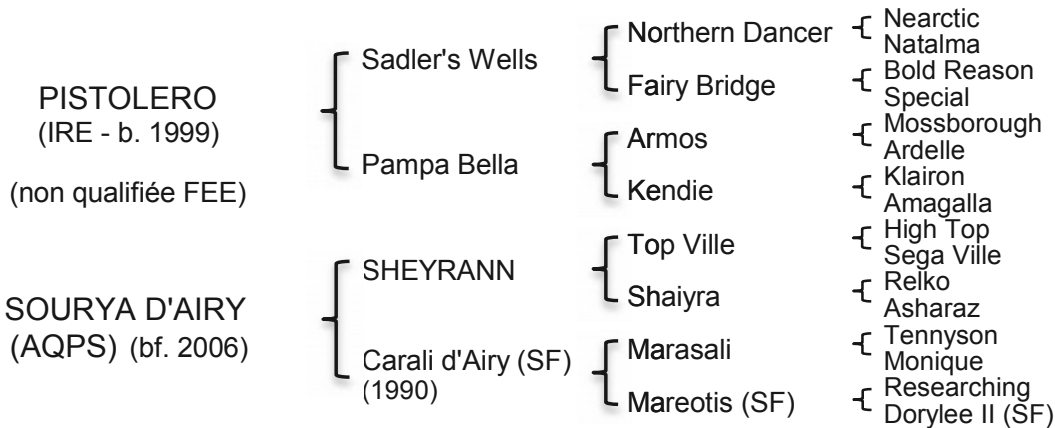 PISTOLERO
(IRE - b. 1999)
(non qualifiée FEE)
SOURYA D'AIRY
(AQPS) (bf. 2006)
Sadler's Wells
Pampa Bella
SHEYRANN
Carali d'Airy (SF)
(1990)
Northern Dancer
Fairy Bridge
Armos
Kendie
Top Ville
Shaiyra
Marasali
Mareotis (SF)
Nearctic
Natalma
Bold Reason
Special
Mossborough
Ardelle
Klairon
Amagalla
High Top
Sega Ville
Relko
Asharaz
Tennyson
Monique
Researching
Dorylee II (SF)